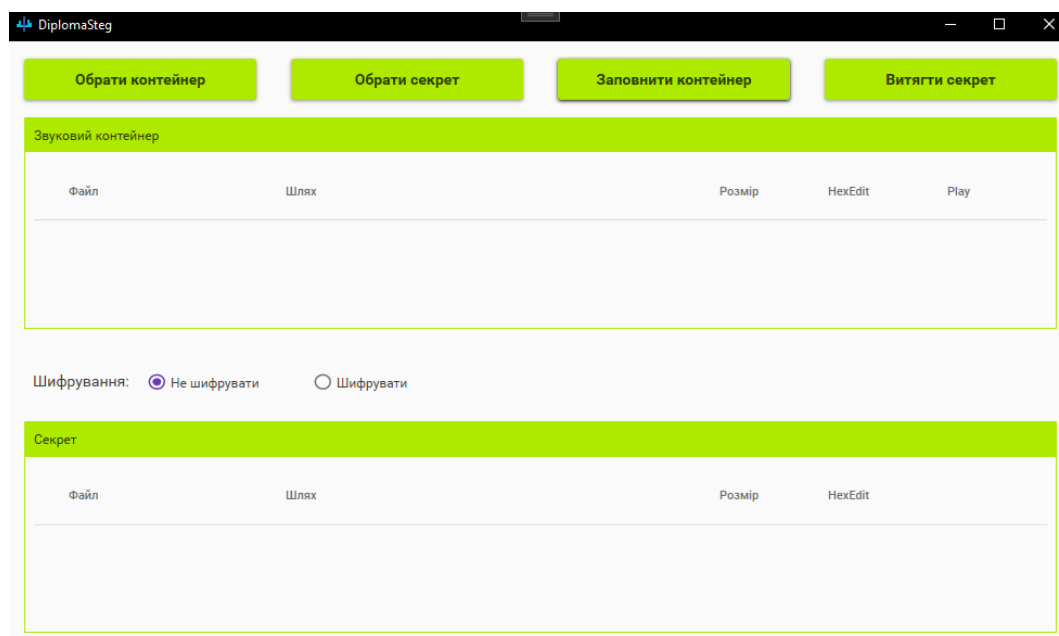 DiplomaSteg
Обрати контейнер Обрати секрет Заповнити контейнер Витягти секрет
Звуковий контейнер
Файл Шлях Розмір HexEdit Play
Шифрування: Не шифрувати Шифрувати
Секрет
Файл Шлях Розмір HexEdit